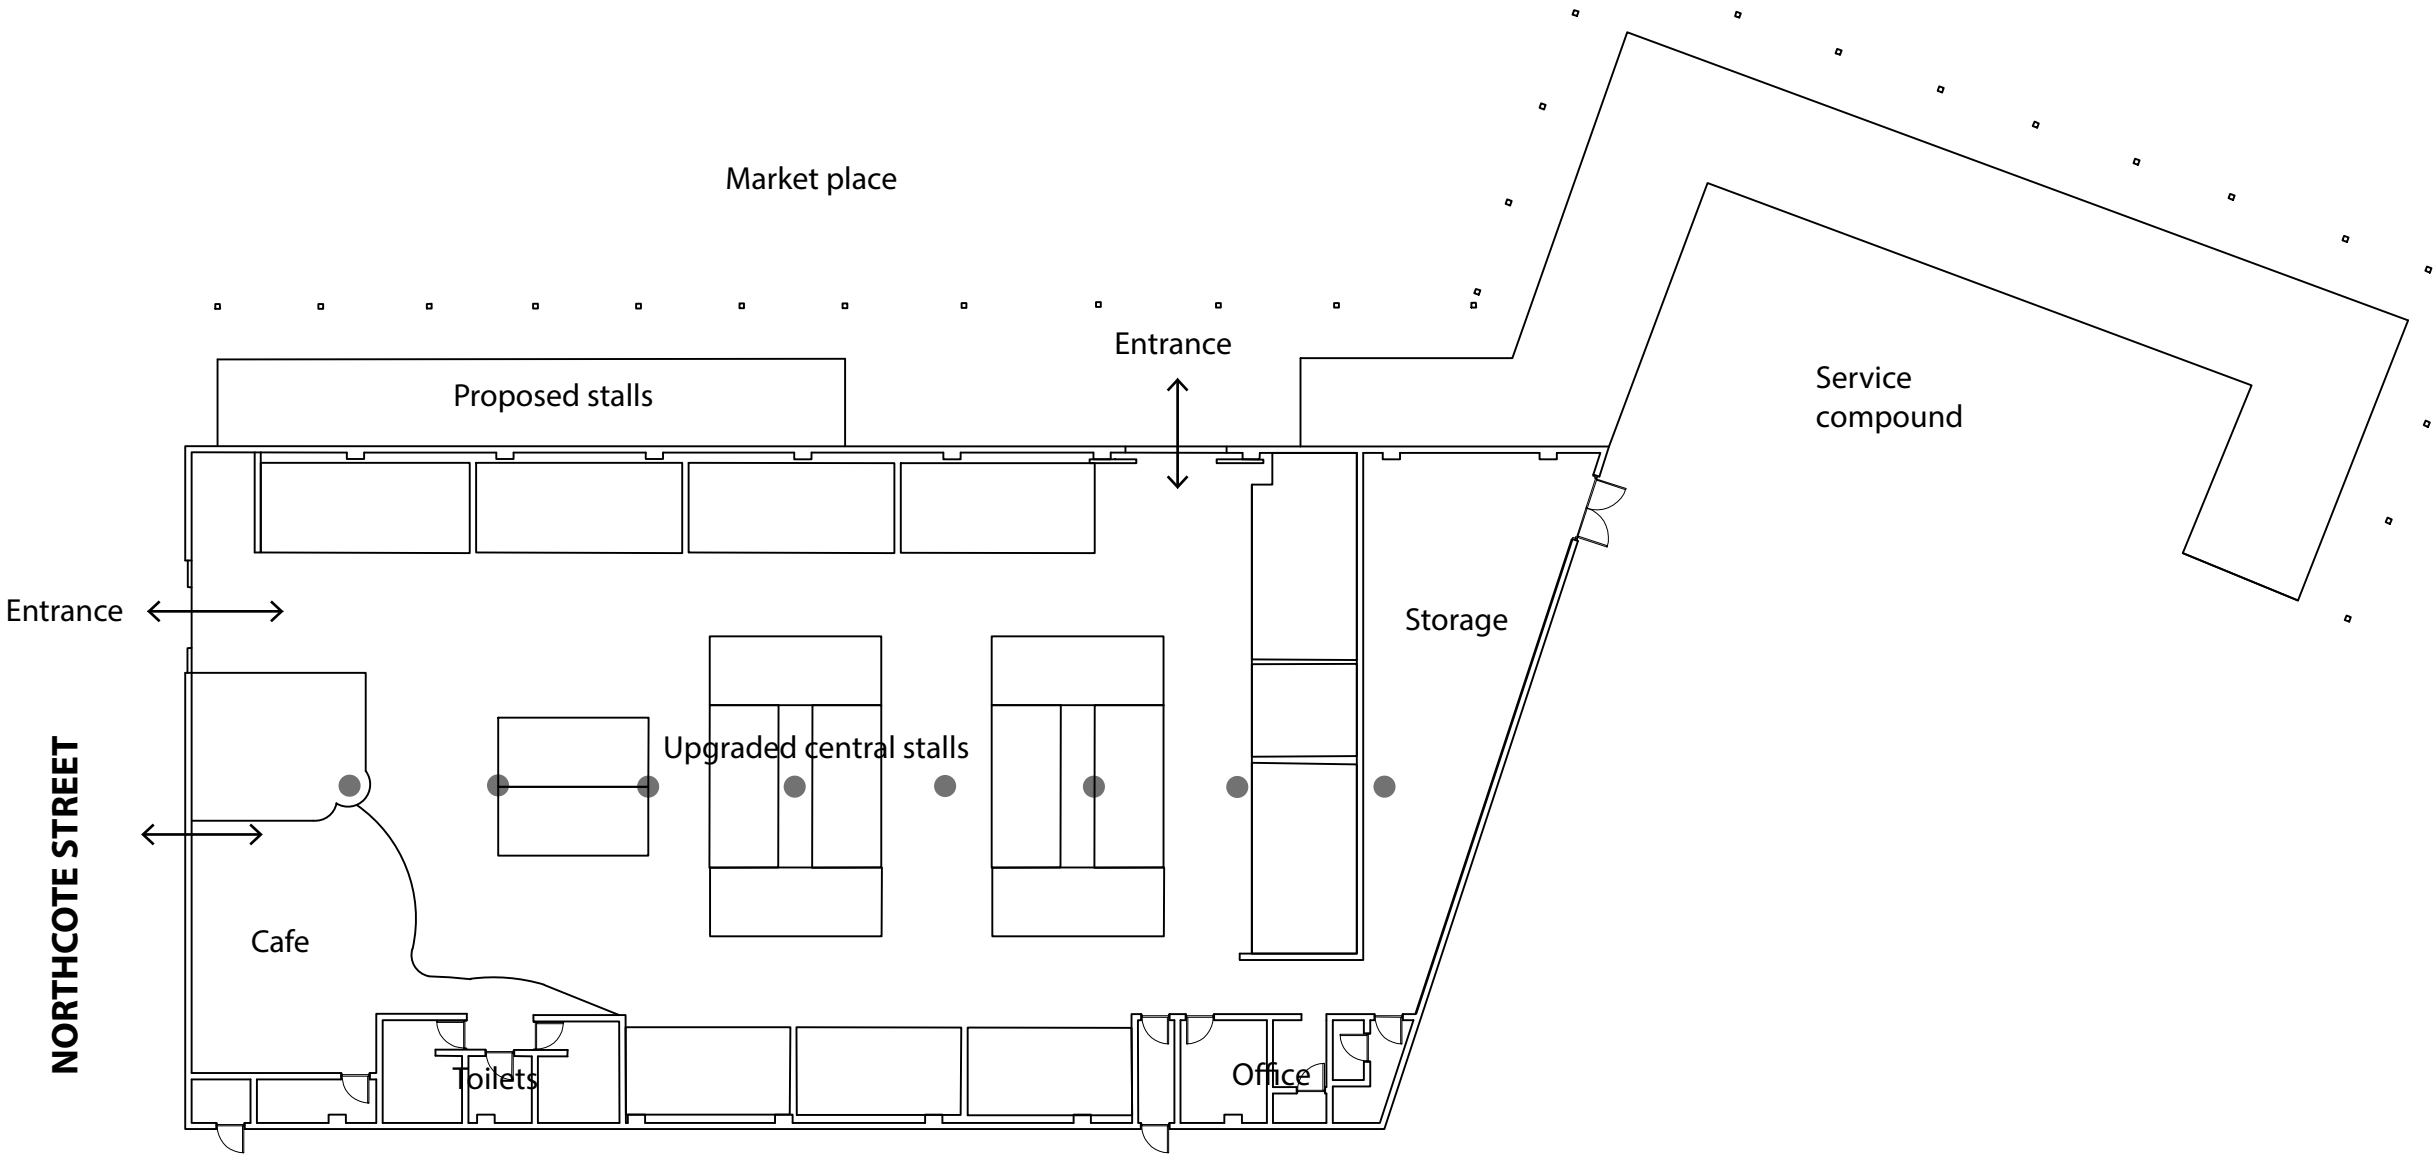 Market place
Entrance
Proposed stalls
Service
compound
Entrance
Storage
Upgraded central stalls
NORTHCOTE STREET
Cafe
Toilets
Office